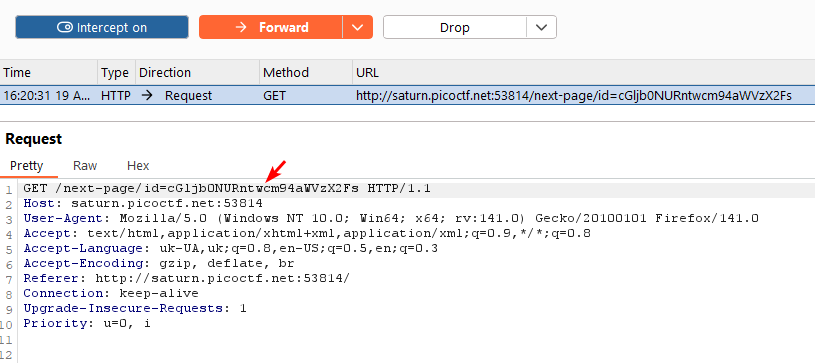 Intercept on Forward Drop
Time Type Direction Method URL
16:20:31 19 A... HTTP Request GET http://saturn.picoctf.net:53814/next-page/id=cGljb0NURntwcm94aWVzX2Fs
Request
Pretty Raw Hex
1 GET /next-page/id=cGljb0NURntwcm94aWVzX2Fs HTTP/1.1
2 Host: saturn.picoctf.net:53814
3 User-Agent: Mozilla/5.0 (Windows NT 10.0; Win64; x64; rv:141.0) Gecko/20100101 Firefox/141.0
4 Accept: text/html,application/xhtml+xml,application/xml;q=0.9,*/*;q=0.8
5 Accept-Language: uk-UA,uk;q=0.8,en-US;q=0.5,en;q=0.3
6 Accept-Encoding: gzip, deflate, br
7 Referer: http://saturn.picoctf.net:53814/
8 Connection: keep-alive
9 Upgrade-Insecure-Requests: 1
10 Priority: u=0, i
11
12